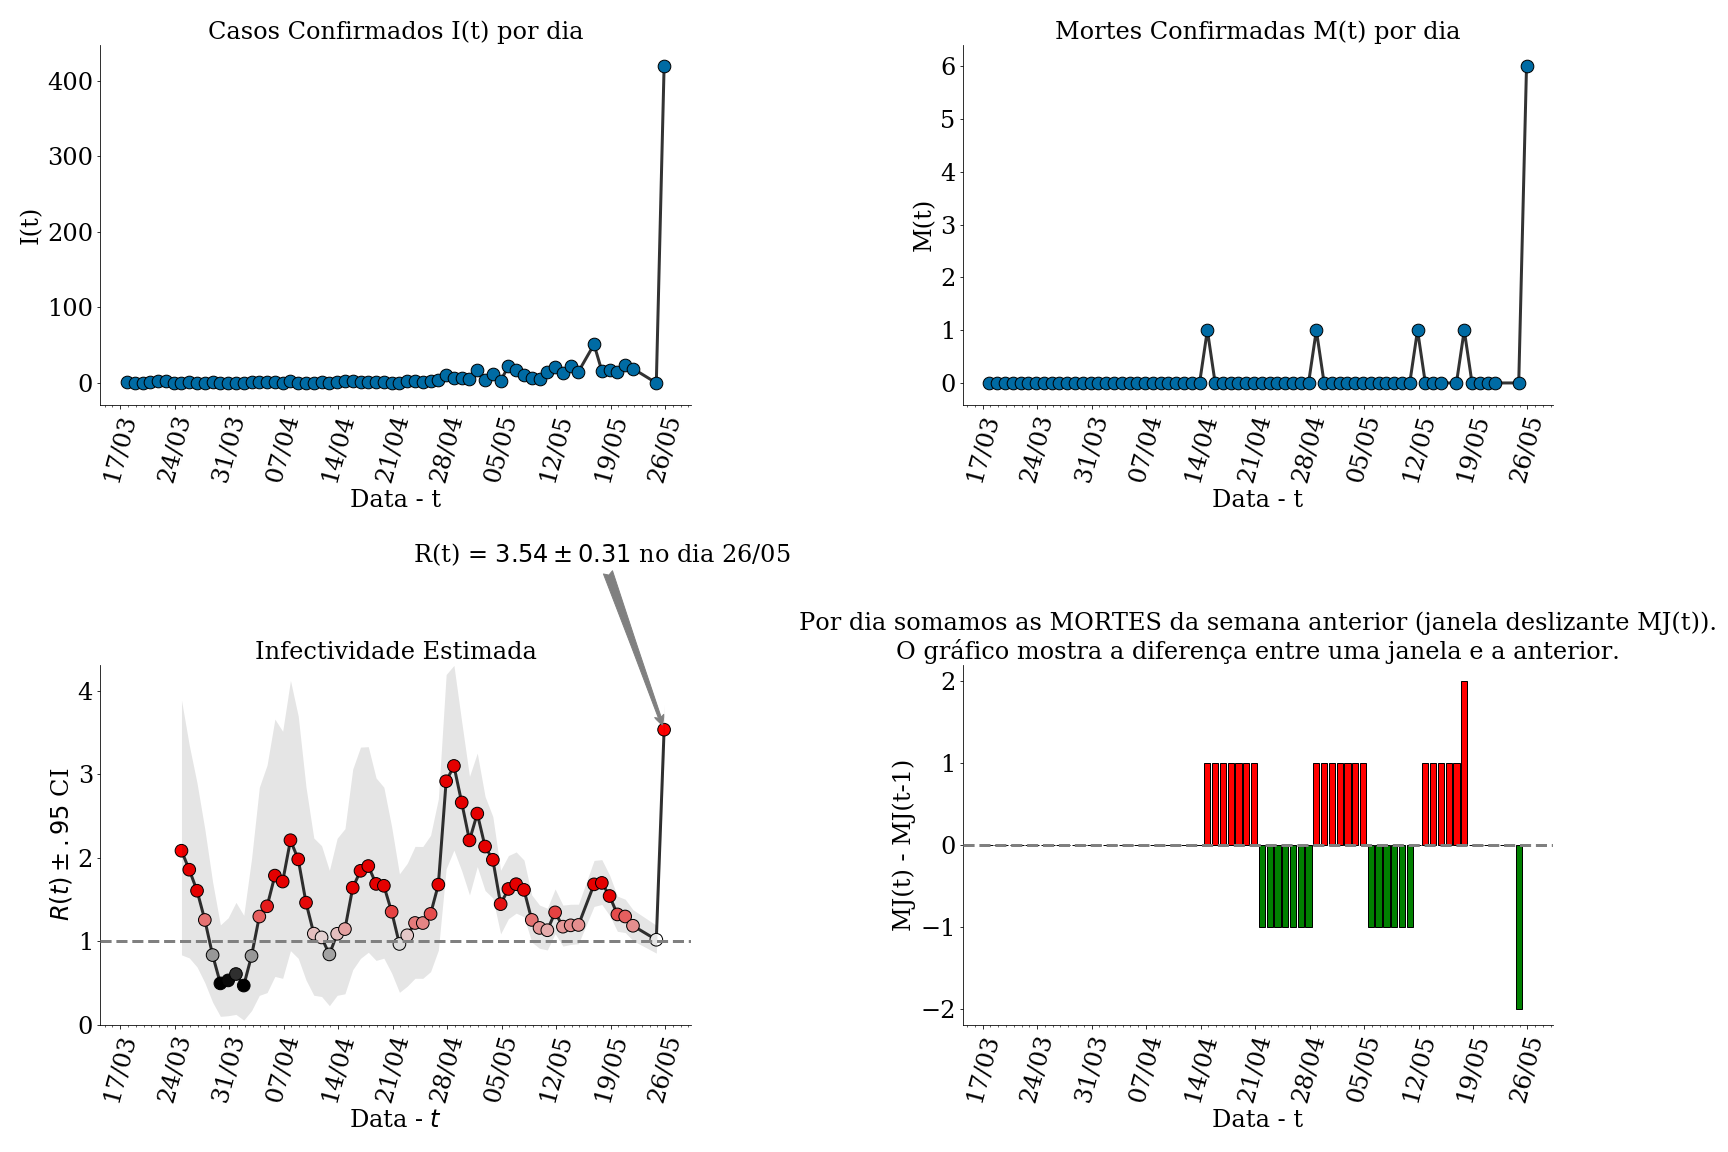 Casos Confirmados I(t) por dia
400
300
200
100
0
I(t)
17/03 24/03 31/03 07/04 14/04 21/04 28/04 05/05 12/05 19/05 26/05
Data - t
Mortes Confirmadas M(t) por dia
6
5
4
3
2
1
0
M(t)
17/03 24/03 31/03 07/04 14/04 21/04 28/04 05/05 12/05 19/05 26/05
Data - t
R(t) = 3.54 ± 0.31 no dia 26/05
Infectividade Estimada
4
3
2
1
0
R(t) ± .95 CI
17/03 24/03 31/03 07/04 14/04 21/04 28/04 05/05 12/05 19/05 26/05
Data - t
Por dia somamos as MORTES da semana anterior (janela deslizante MJ(t)).
O gráfico mostra a diferença entre uma janela e a anterior.
2
1
0
−1
−2
MJ(t) - MJ(t-1)
17/03 24/03 31/03 07/04 14/04 21/04 28/04 05/05 12/05 19/05 26/05
Data - t